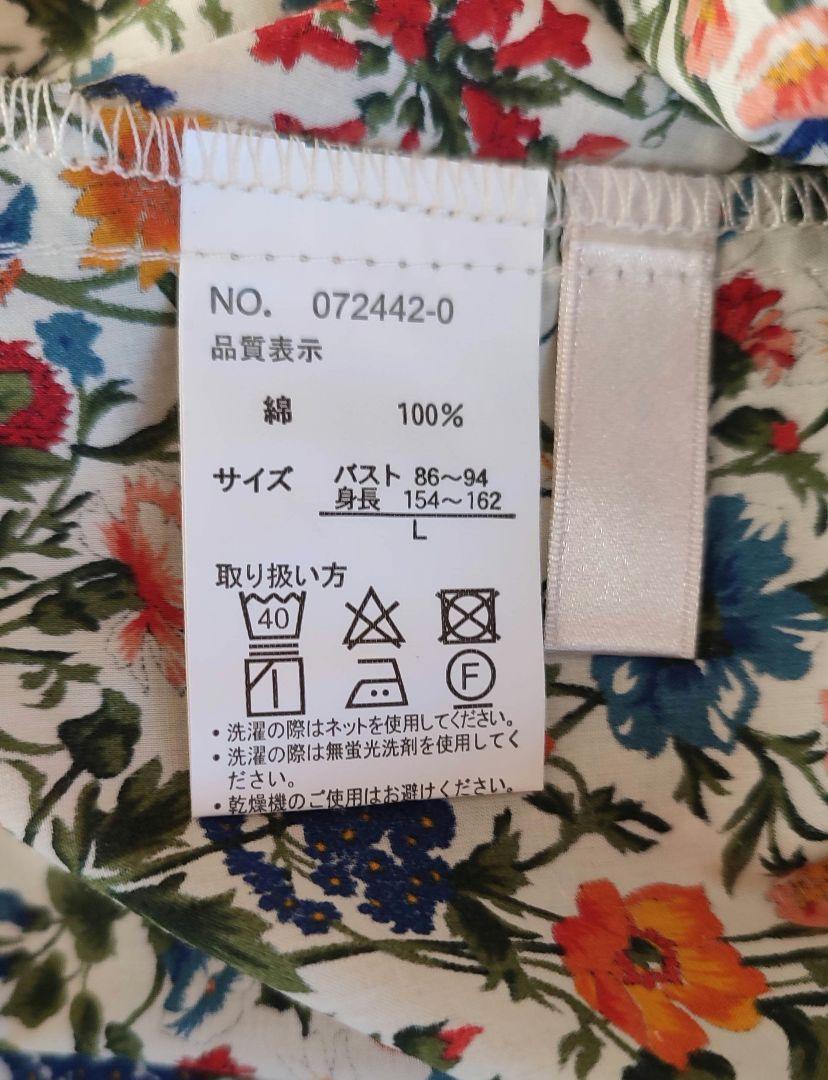 NO. 072442-0
品質表示
綿 100%
サイズ バスト 86～94
身長 154～162
L
取り扱い方
40
F
・洗濯の際はネットを使用してください。
・洗濯の際は無蛍光洗剤を使用してく
ださい。
・乾燥機のご使用はお避けください。